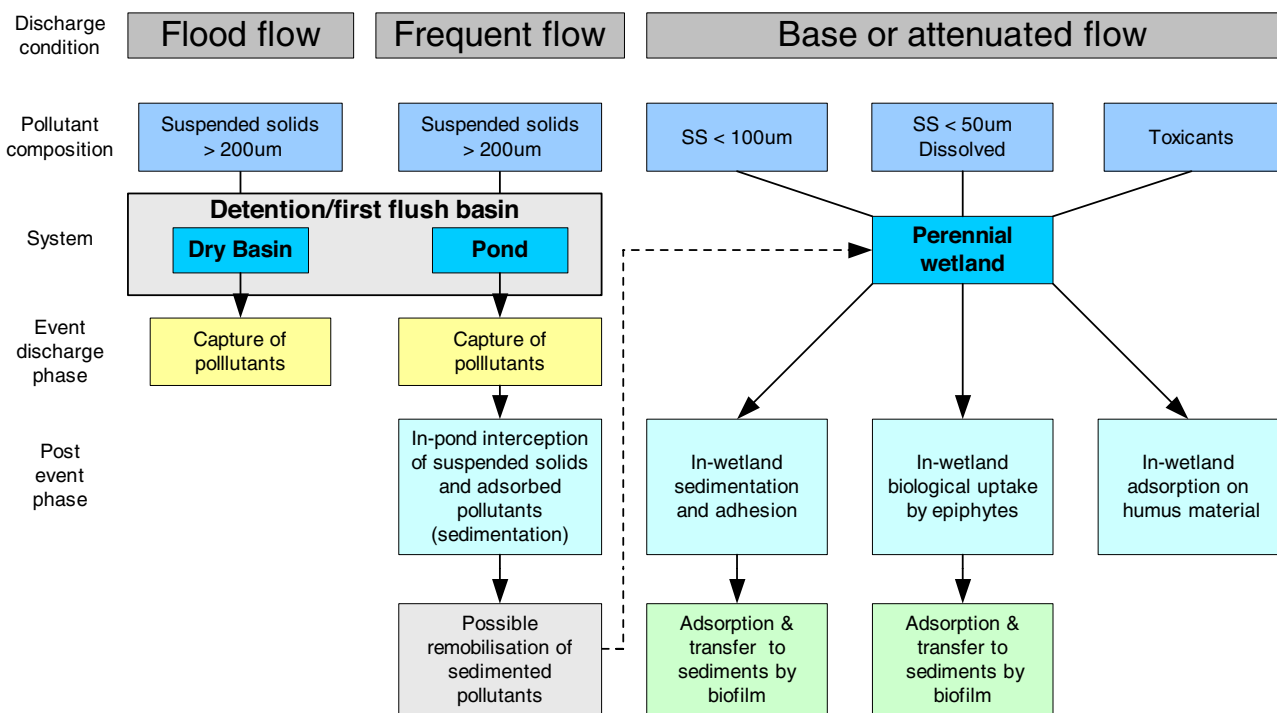 Discharge
condition
Flood flow
Frequent flow
Base or attenuated flow
Pollutant
composition
Suspended solids
> 200um
Suspended solids
> 200um
SS < 100um
SS < 50um
Dissolved
Toxicants
System
Detention/first flush basin
Dry Basin
Pond
Perennial
wetland
Event
discharge
phase
Capture of
polllutants
Capture of
polllutants
Post
event
phase
In-pond interception
of suspended solids
and adsorbed
pollutants
(sedimentation)
In-wetland
sedimentation
and adhesion
In-wetland
biological uptake
by epiphytes
In-wetland
adsorption on
humus material
Possible
remobilisation of
sedimented
pollutants
Adsorption &
transfer to
sediments by
biofilm
Adsorption &
transfer to
sediments by
biofilm